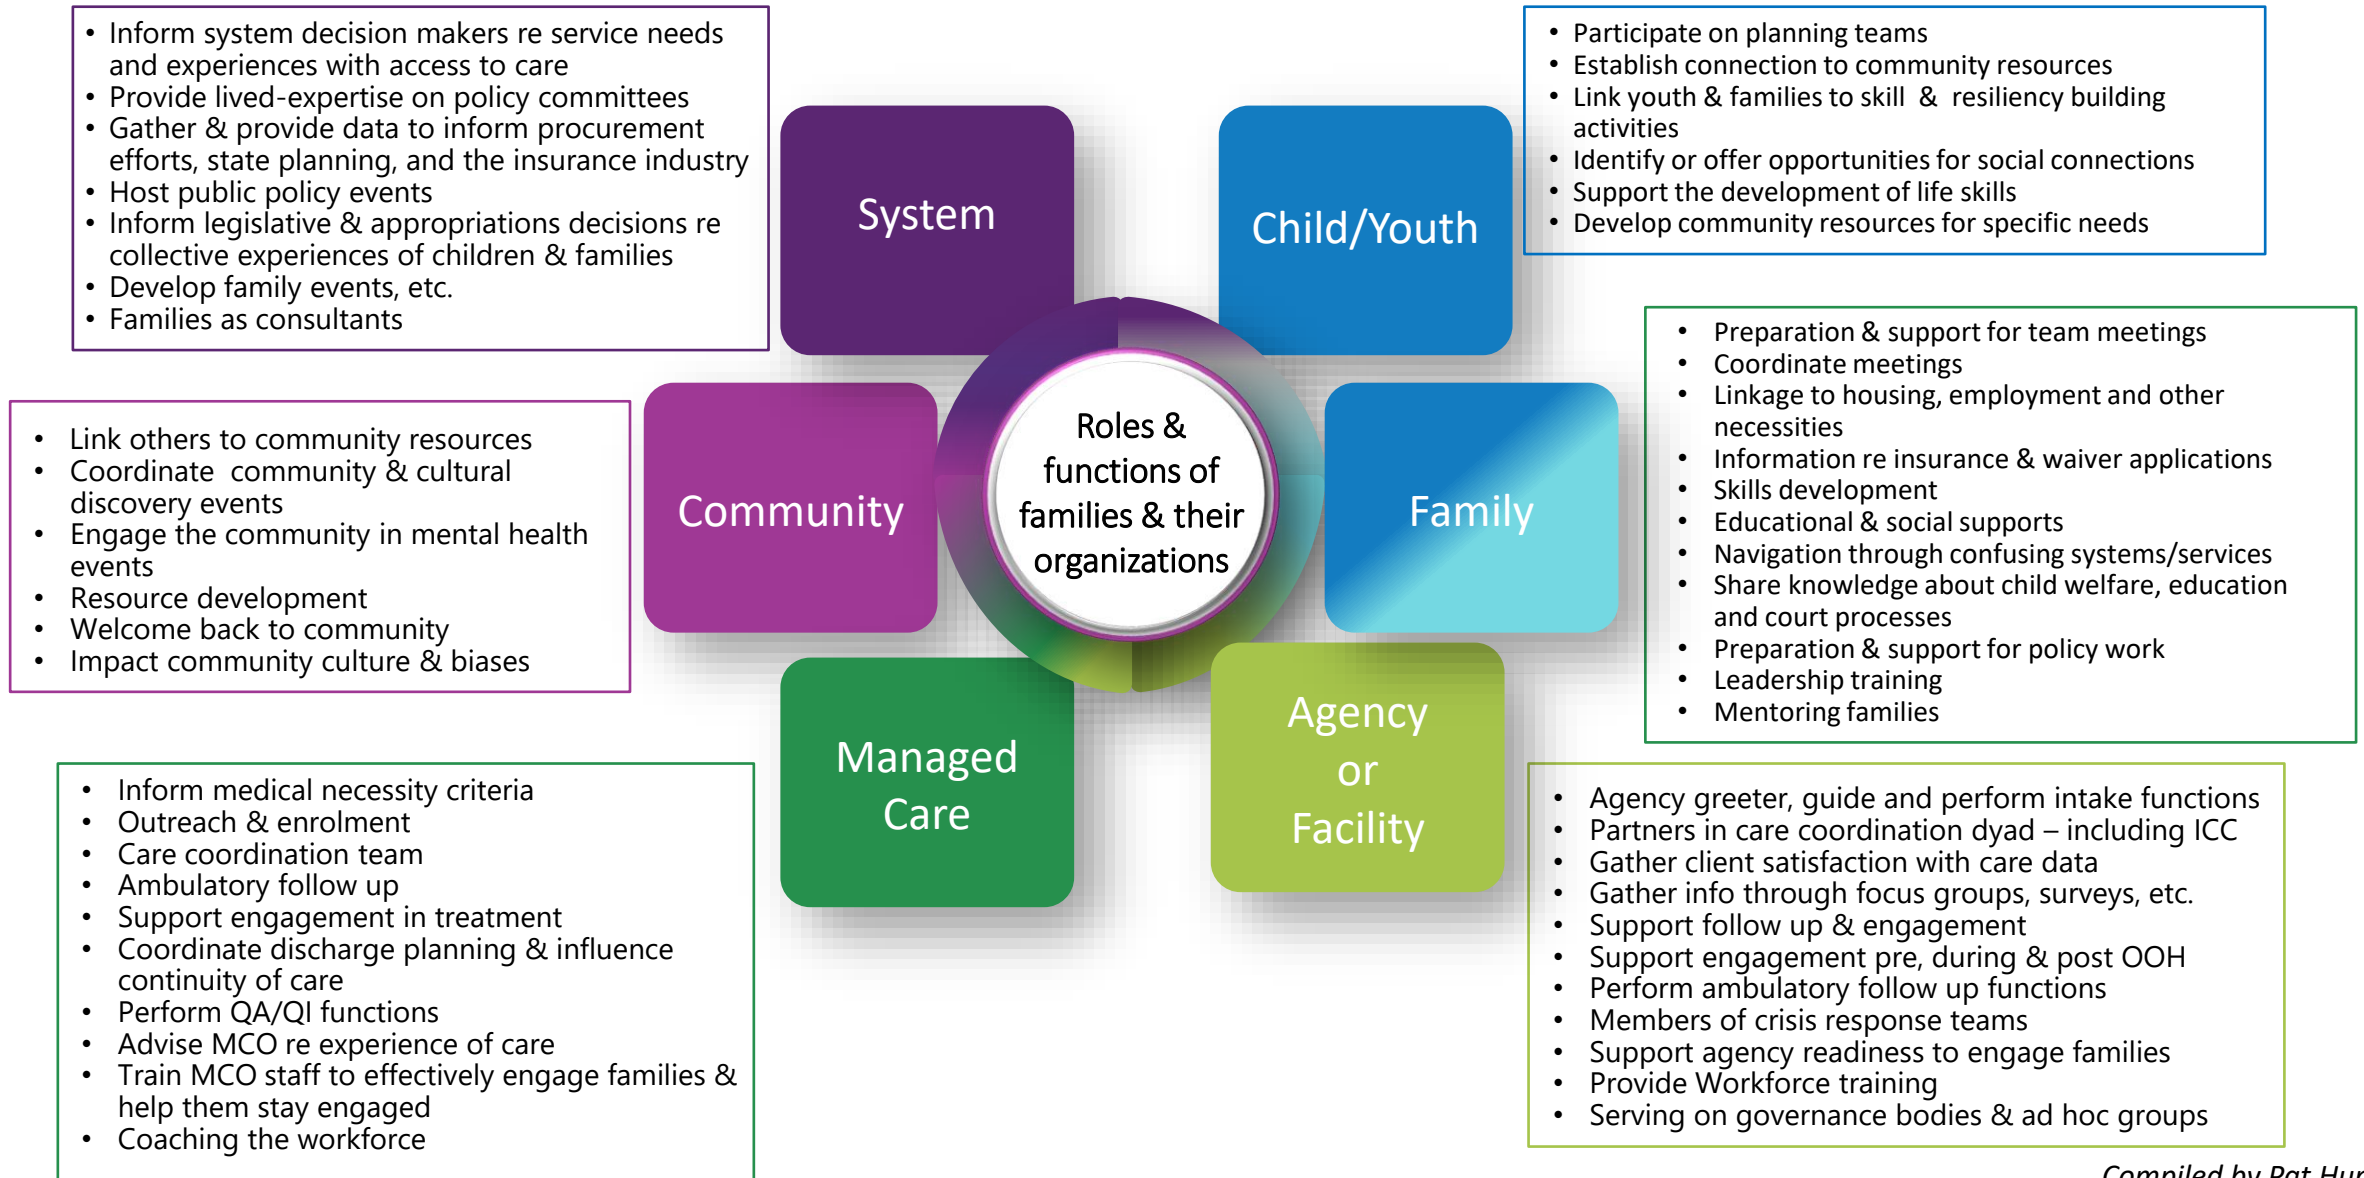 • Inform system decision makers re service needs
and experiences with access to care
• Provide lived-expertise on policy committees
• Gather & provide data to inform procurement
efforts, state planning, and the insurance industry
• Host public policy events
• Inform legislative & appropriations decisions re
collective experiences of children & families
• Develop family events, etc.
• Families as consultants
System
Child/Youth
• Participate on planning teams
• Establish connection to community resources
• Link youth & families to skill & resiliency building
activities
• Identify or offer opportunities for social connections
• Support the development of life skills
• Develop community resources for specific needs
• Link others to community resources
• Coordinate community & cultural
discovery events
• Engage the community in mental health
events
• Resource development
• Welcome back to community
• Impact community culture & biases
Community
Roles &
functions of
families & their
organizations
Family
• Preparation & support for team meetings
• Coordinate meetings
• Linkage to housing, employment and other
necessities
• Information re insurance & waiver applications
• Skills development
• Educational & social supports
• Navigation through confusing systems/services
• Share knowledge about child welfare, education
and court processes
• Preparation & support for policy work
• Leadership training
• Mentoring families
• Inform medical necessity criteria
• Outreach & enrolment
• Care coordination team
• Ambulatory follow up
• Support engagement in treatment
• Coordinate discharge planning & influence
continuity of care
• Perform QA/QI functions
• Advise MCO re experience of care
• Train MCO staff to effectively engage families &
help them stay engaged
• Coaching the workforce
Managed
Care
Agency
or
Facility
• Agency greeter, guide and perform intake functions
• Partners in care coordination dyad – including ICC
• Gather client satisfaction with care data
• Gather info through focus groups, surveys, etc.
• Support follow up & engagement
• Support engagement pre, during & post OOH
• Perform ambulatory follow up functions
• Members of crisis response teams
• Support agency readiness to engage families
• Provide Workforce training
• Serving on governance bodies & ad hoc groups
Compiled by Pat